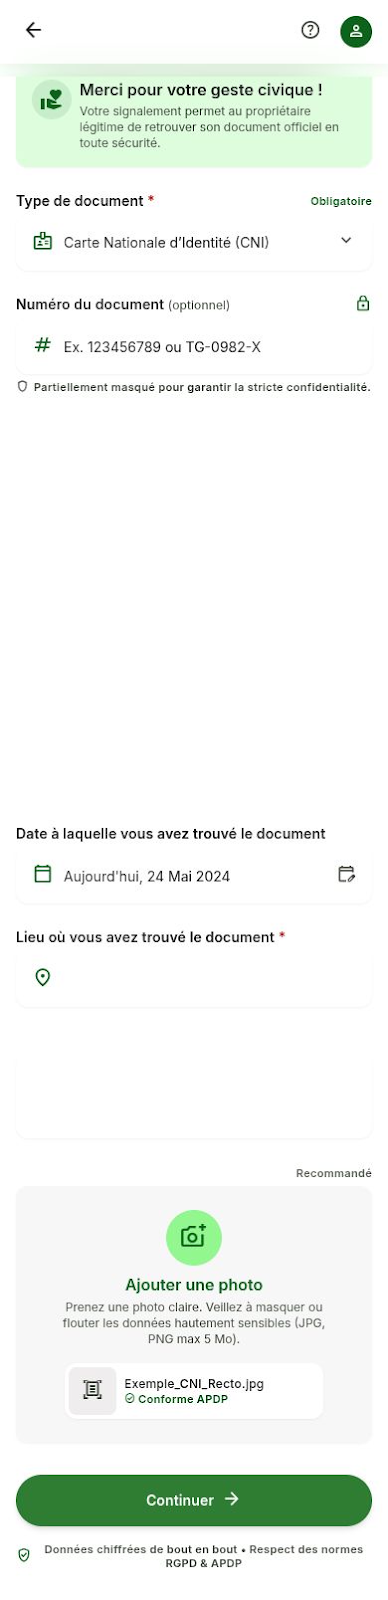 Merci pour votre geste civique !
Votre signalement permet au propriétaire
légitime de retrouver son document officiel en
toute sécurité.
Type de document *
Obligatoire
Carte Nationale d'Identité (CNI)
Numéro du document (optionnel)
# Ex. 123456789 ou TG-0982-X
Partiellement masqué pour garantir la stricte confidentialité.
Date à laquelle vous avez trouvé le document
Aujourd'hui, 24 Mai 2024
Lieu où vous avez trouvé le document *
Recommandé
Ajouter une photo
Prenez une photo claire. Veillez à masquer ou
flouter les données hautement sensibles (JPG,
PNG max 5 Mo).
Exemple_CNI_Recto.jpg
Conforme APDP
Continuer
Données chiffrées de bout en bout • Respect des normes
RGPD & APDP